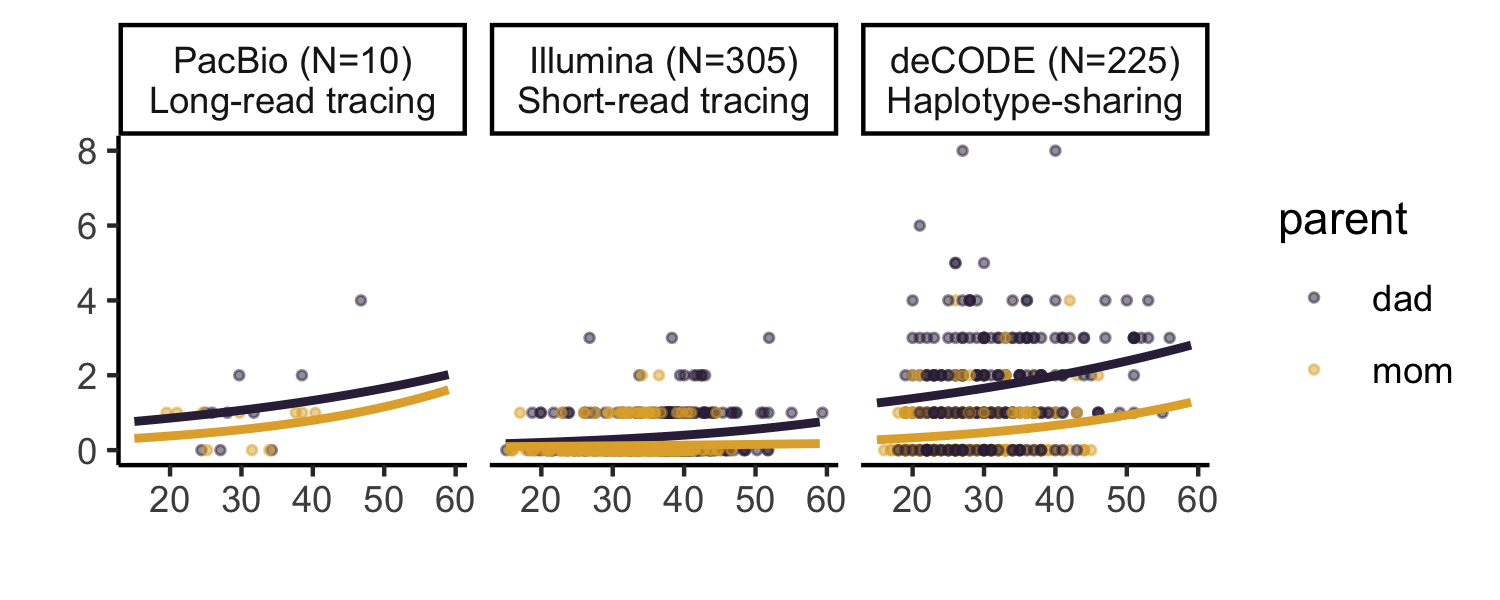 PacBio (N=10)
Long-read tracing
Illumina (N=305)
Short-read tracing
deCODE (N=225)
Haplotype-sharing
8
6
4
2
0
20 30 40 50 60
20 30 40 50 60
20 30 40 50 60
parent
dad
mom